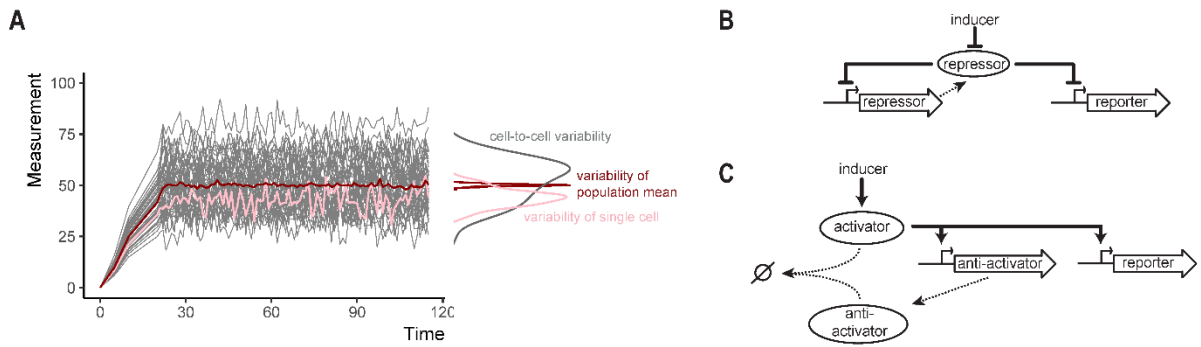 A
Measurement
100
75
50
25
0
0
30
60
90
120
Time
cell-to-cell variability
variability of
population mean
variability of single cell
B
inducer
repressor
repressor
reporter
C
inducer
activator
anti-activator
reporter
anti-
activator